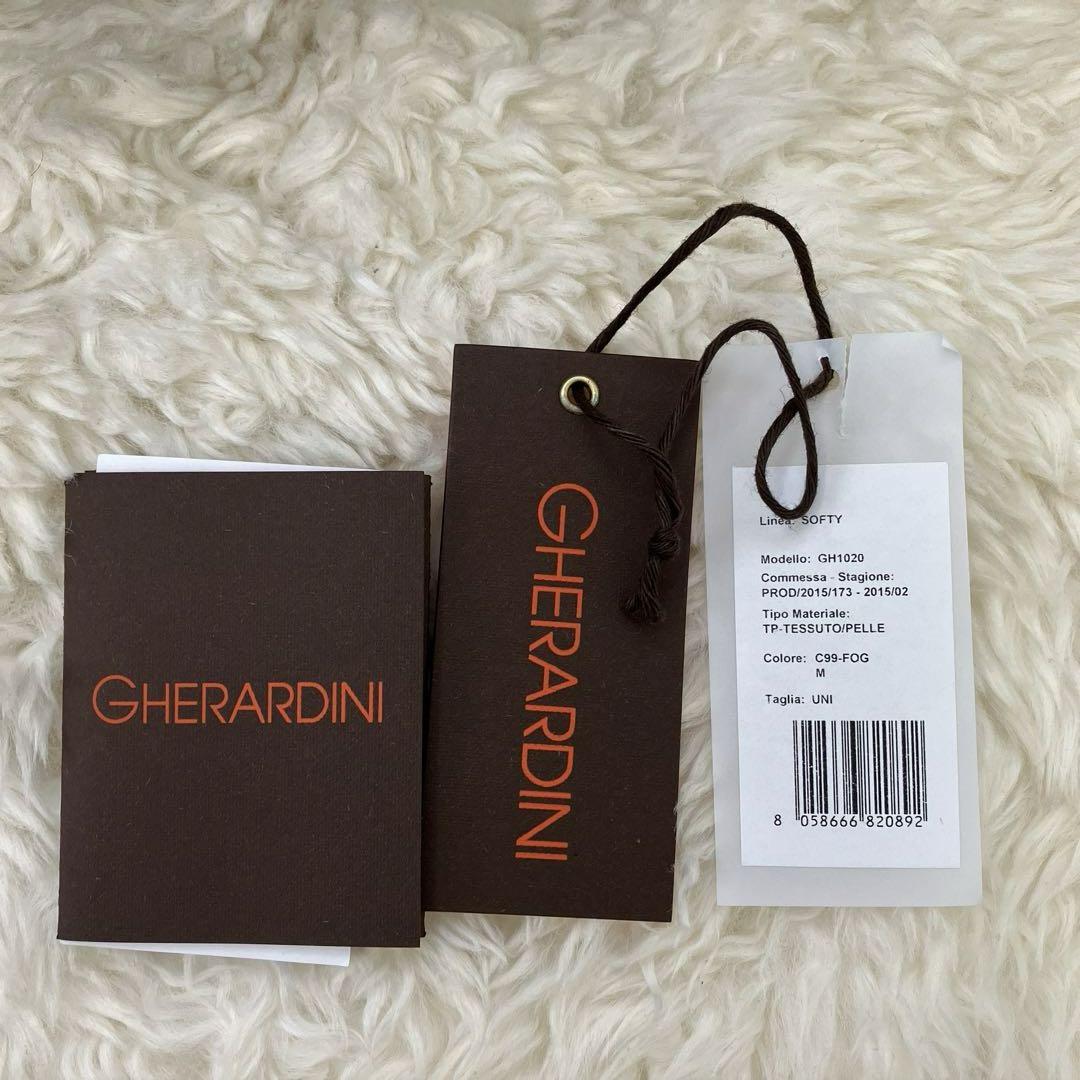 GHERARDINI
GHERARDINI
Linea: SOFTY
Modello: GH1020
Commessa - Stagione:
PROD/2015/173 - 2015/02
Tipo Materiale:
TP-TESSUTO/PELLE
Colore: C99-FOG
M
Taglia: UNI
8 058666 820892